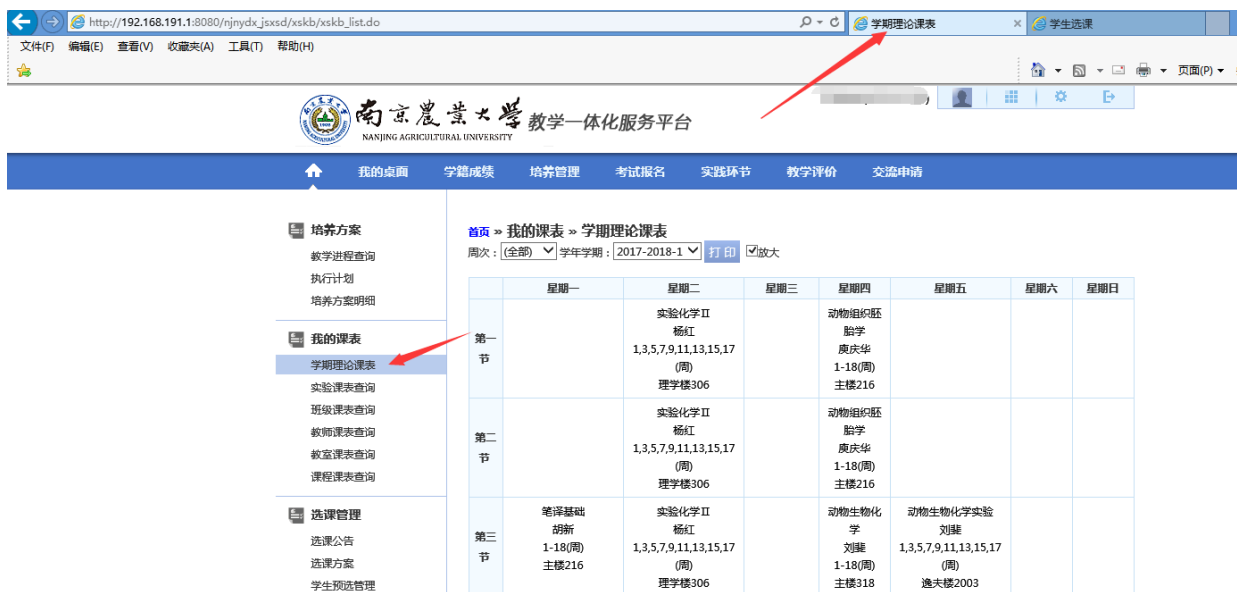 http://192.168.191.1:8080/njnydx_jsxsd/xskb/xskb_list.do
学期理论课表
学生选课
文件(F) 编辑(E) 查看(V) 收藏夹(A) 工具(T) 帮助(H)
页面(P)
南京農業大學
NANJING AGRICULTURAL UNIVERSITY
教学一体化服务平台
我的桌面 学籍成绩 培养管理 考试报名 实践环节 教学评价 交流申请
培养方案
教学进程查询
执行计划
培养方案明细
我的课表
学期理论课表
实验课表查询
班级课表查询
教师课表查询
教室课表查询
课程课表查询
选课管理
选课公告
选课方案
学生预选管理
首页 » 我的课表 » 学期理论课表
周次：(全部) 学年学期：2017-2018-1 打 印 放大
星期一 星期二 星期三 星期四 星期五 星期六 星期日
第一
节
实验化学II
杨红
1,3,5,7,9,11,13,15,17
(周)
理学楼306
动物组织胚
胎学
庾庆华
1-18(周)
主楼216
第二
节
实验化学II
杨红
1,3,5,7,9,11,13,15,17
(周)
理学楼306
动物组织胚
胎学
庾庆华
1-18(周)
主楼216
第三
节
笔译基础
胡新
1-18(周)
主楼216
实验化学II
杨红
1,3,5,7,9,11,13,15,17
(周)
理学楼306
动物生物化
学
刘斐
1-18(周)
主楼318
动物生物化学实验
刘斐
1,3,5,7,9,11,13,15,17
(周)
逸夫楼2003